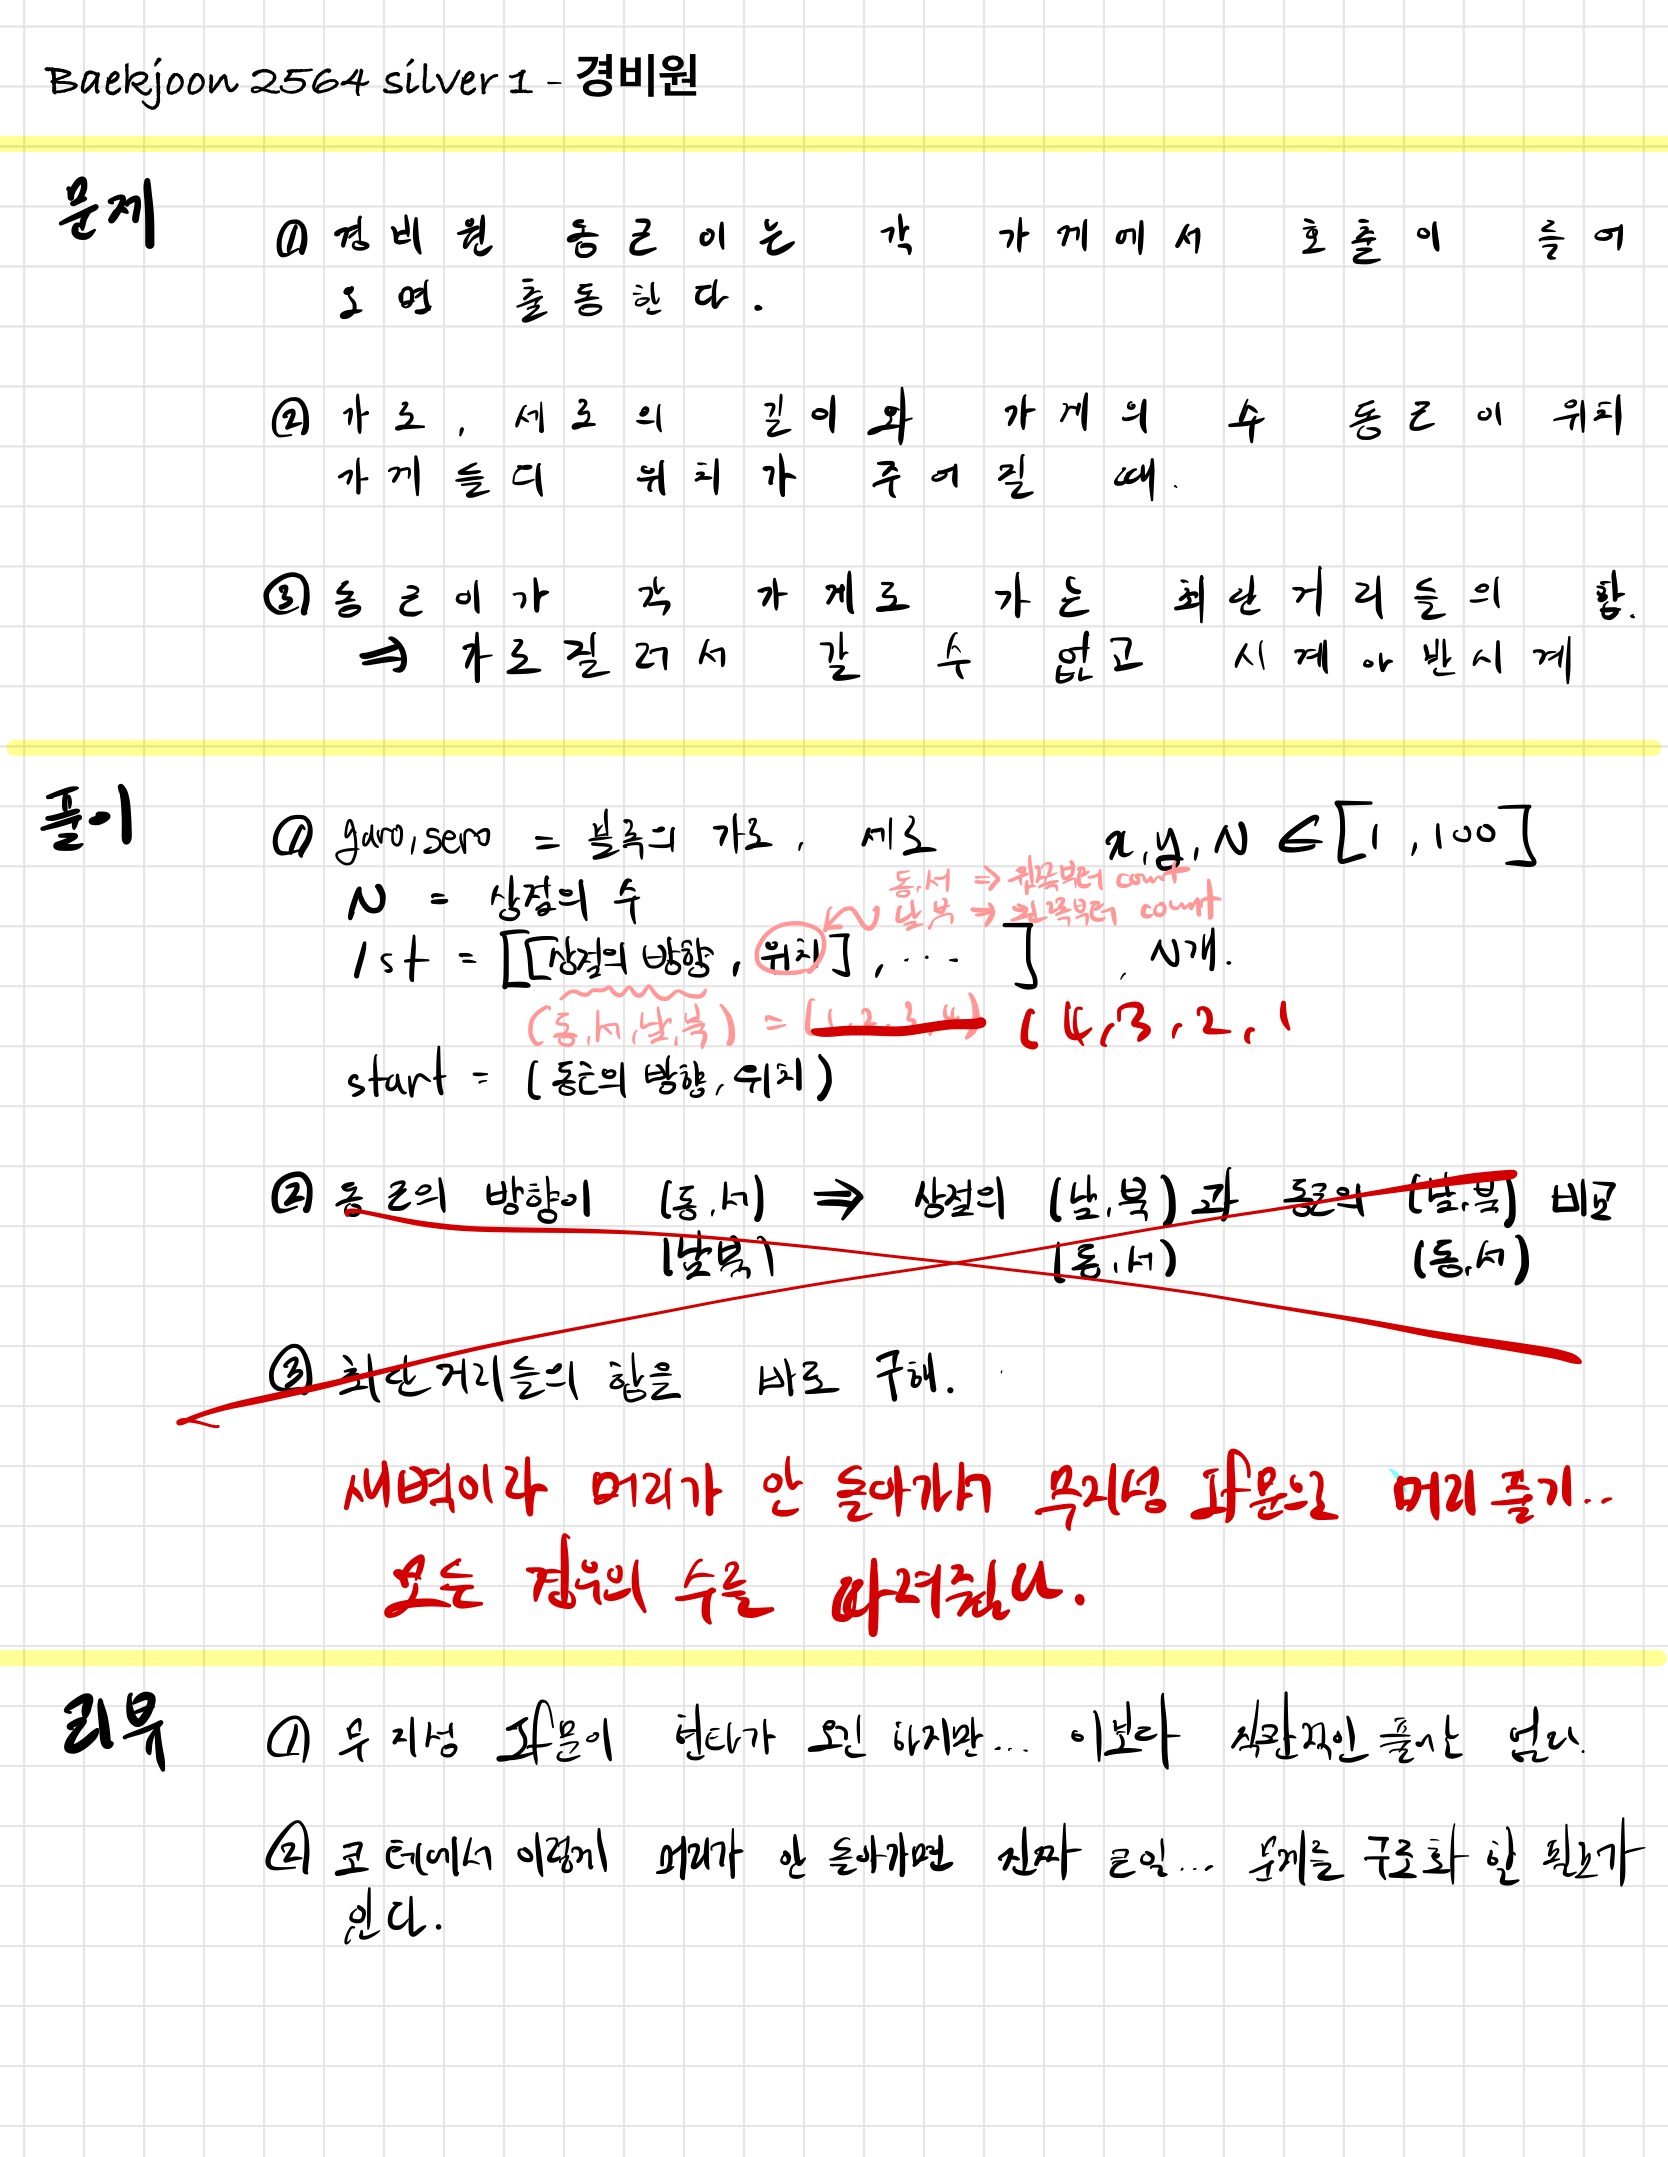 Baekjoon 2564 silver 1 - 경비원
문제
① 경비원 동근이는 각 가게에서 호출이 들어
오면 출동한다.
② 가로, 세로의 길이와 가게의 수 동근이 위치
가게들디 위치가 주어질 때.
③ 동근이가 각 가게로 가는 최단거리들의 합.
⇒ 가로질러서 갈 수 없고 시계 or 반시계
풀이
① garo, sero = 블록의 가로, 세로 x, y, N ∈ [1, 100]
동,서 ⇒ 윗쪽부터 count
N = 상점의 수
남,북 → 왼쪽부터 count
lst = [[상점의 방향, 위치], ... ] , N개.
(동,서,남,북) = (1,2,3,4) (4,3,2,1
start = (동근의 방향, 위치)
② 동근의 방향이 (동,서) ⇒ 상점의 (남,북)과 동근의 (남,북) 비교
(남북) (동,서) (동,서)
③ 최단거리들의 합을 바로 구해.
새벽이라 머리가 안 돌아가서 무지성 if문으로 머리 줄기..
모든 경우의 수를 따져줬다.
리뷰
① 무지성 if문이 현타가 오긴 하지만... 이보다 직관적인 풀이는 없다.
② 코테에서 이렇게 머리가 안 돌아가면 진짜 큰일... 문제를 구조화 할 필요가
있다.